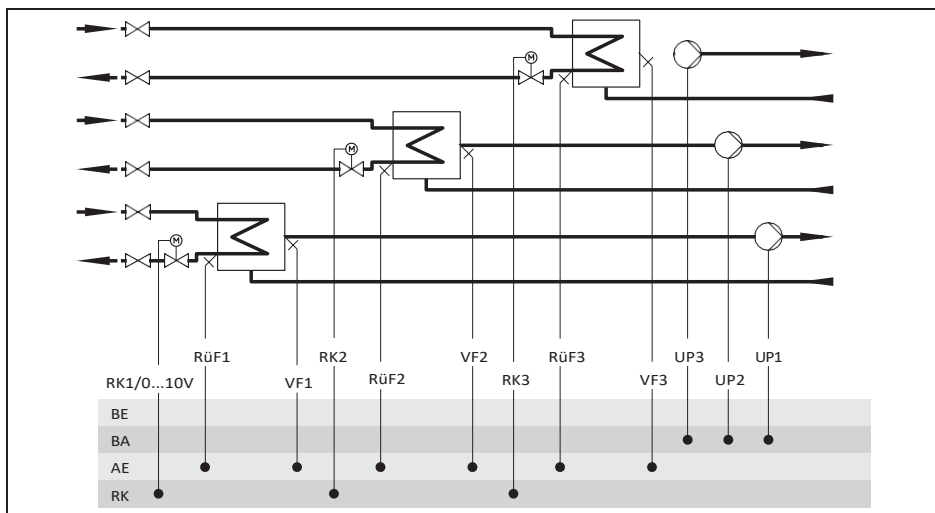 M
M
M
RüF1 RK2 VF2 RüF3 UP3 UP1
RK1/0...10V VF1 RüF2 RK3 VF3 UP2
BE
BA
AE
RK